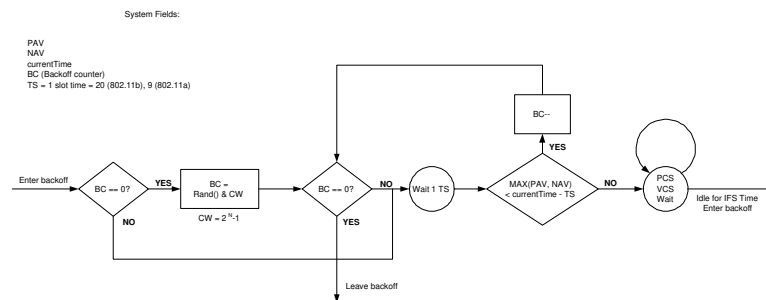 System Fields:
PAV
NAV
currentTime
BC (Backoff counter)
TS = 1 slot time = 20 (802.11b), 9 (802.11a)
BC--
YES
Enter backoff
BC == 0?
YES
BC =
Rand() & CW
CW = 2 N-1
NO
BC == 0?
NO
YES
Wait 1 TS
MAX(PAV, NAV)
< currentTime - TS
NO
PCS
VCS
Wait
Idle for IFS Time
Enter backoff
Leave backoff